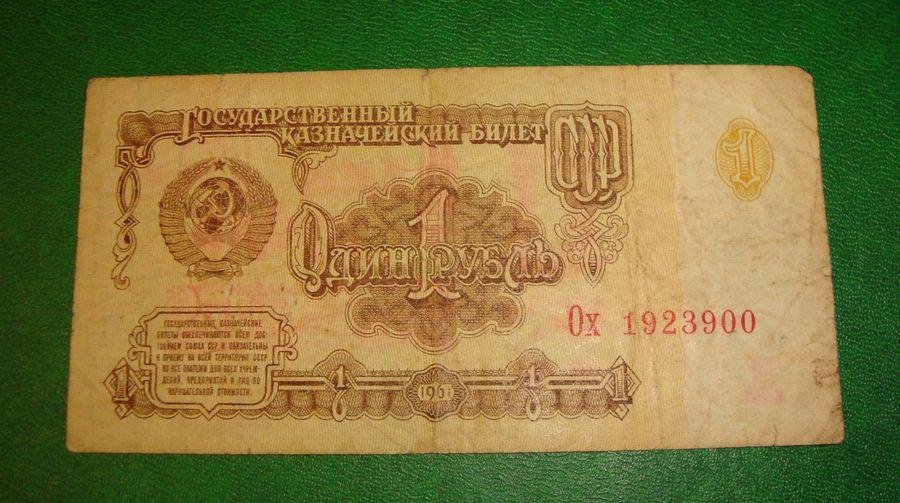 Государственный
казначейский билет
СССР
1
Один рубль
1
Ох 1923900
ГОСУДАРСТВЕННЫЕ КАЗНАЧЕЙСКИЕ
БИЛЕТЫ ОБЕСПЕЧИВАЮТСЯ ВСЕМ ДОС-
ТОЯНИЕМ СОЮЗА ССР И ОБЯЗАТЕЛЬНЫ
К ПРИЕМУ НА ВСЕЙ ТЕРРИТОРИИ СССР
ВО ВСЕ ПЛАТЕЖИ ДЛЯ ВСЕХ УЧРЕЖ-
ДЕНИЙ, ПРЕДПРИЯТИЙ И ЛИЦ ПО
НАРИЦАТЕЛЬНОЙ СТОИМОСТИ.
1 1 1961 1 1